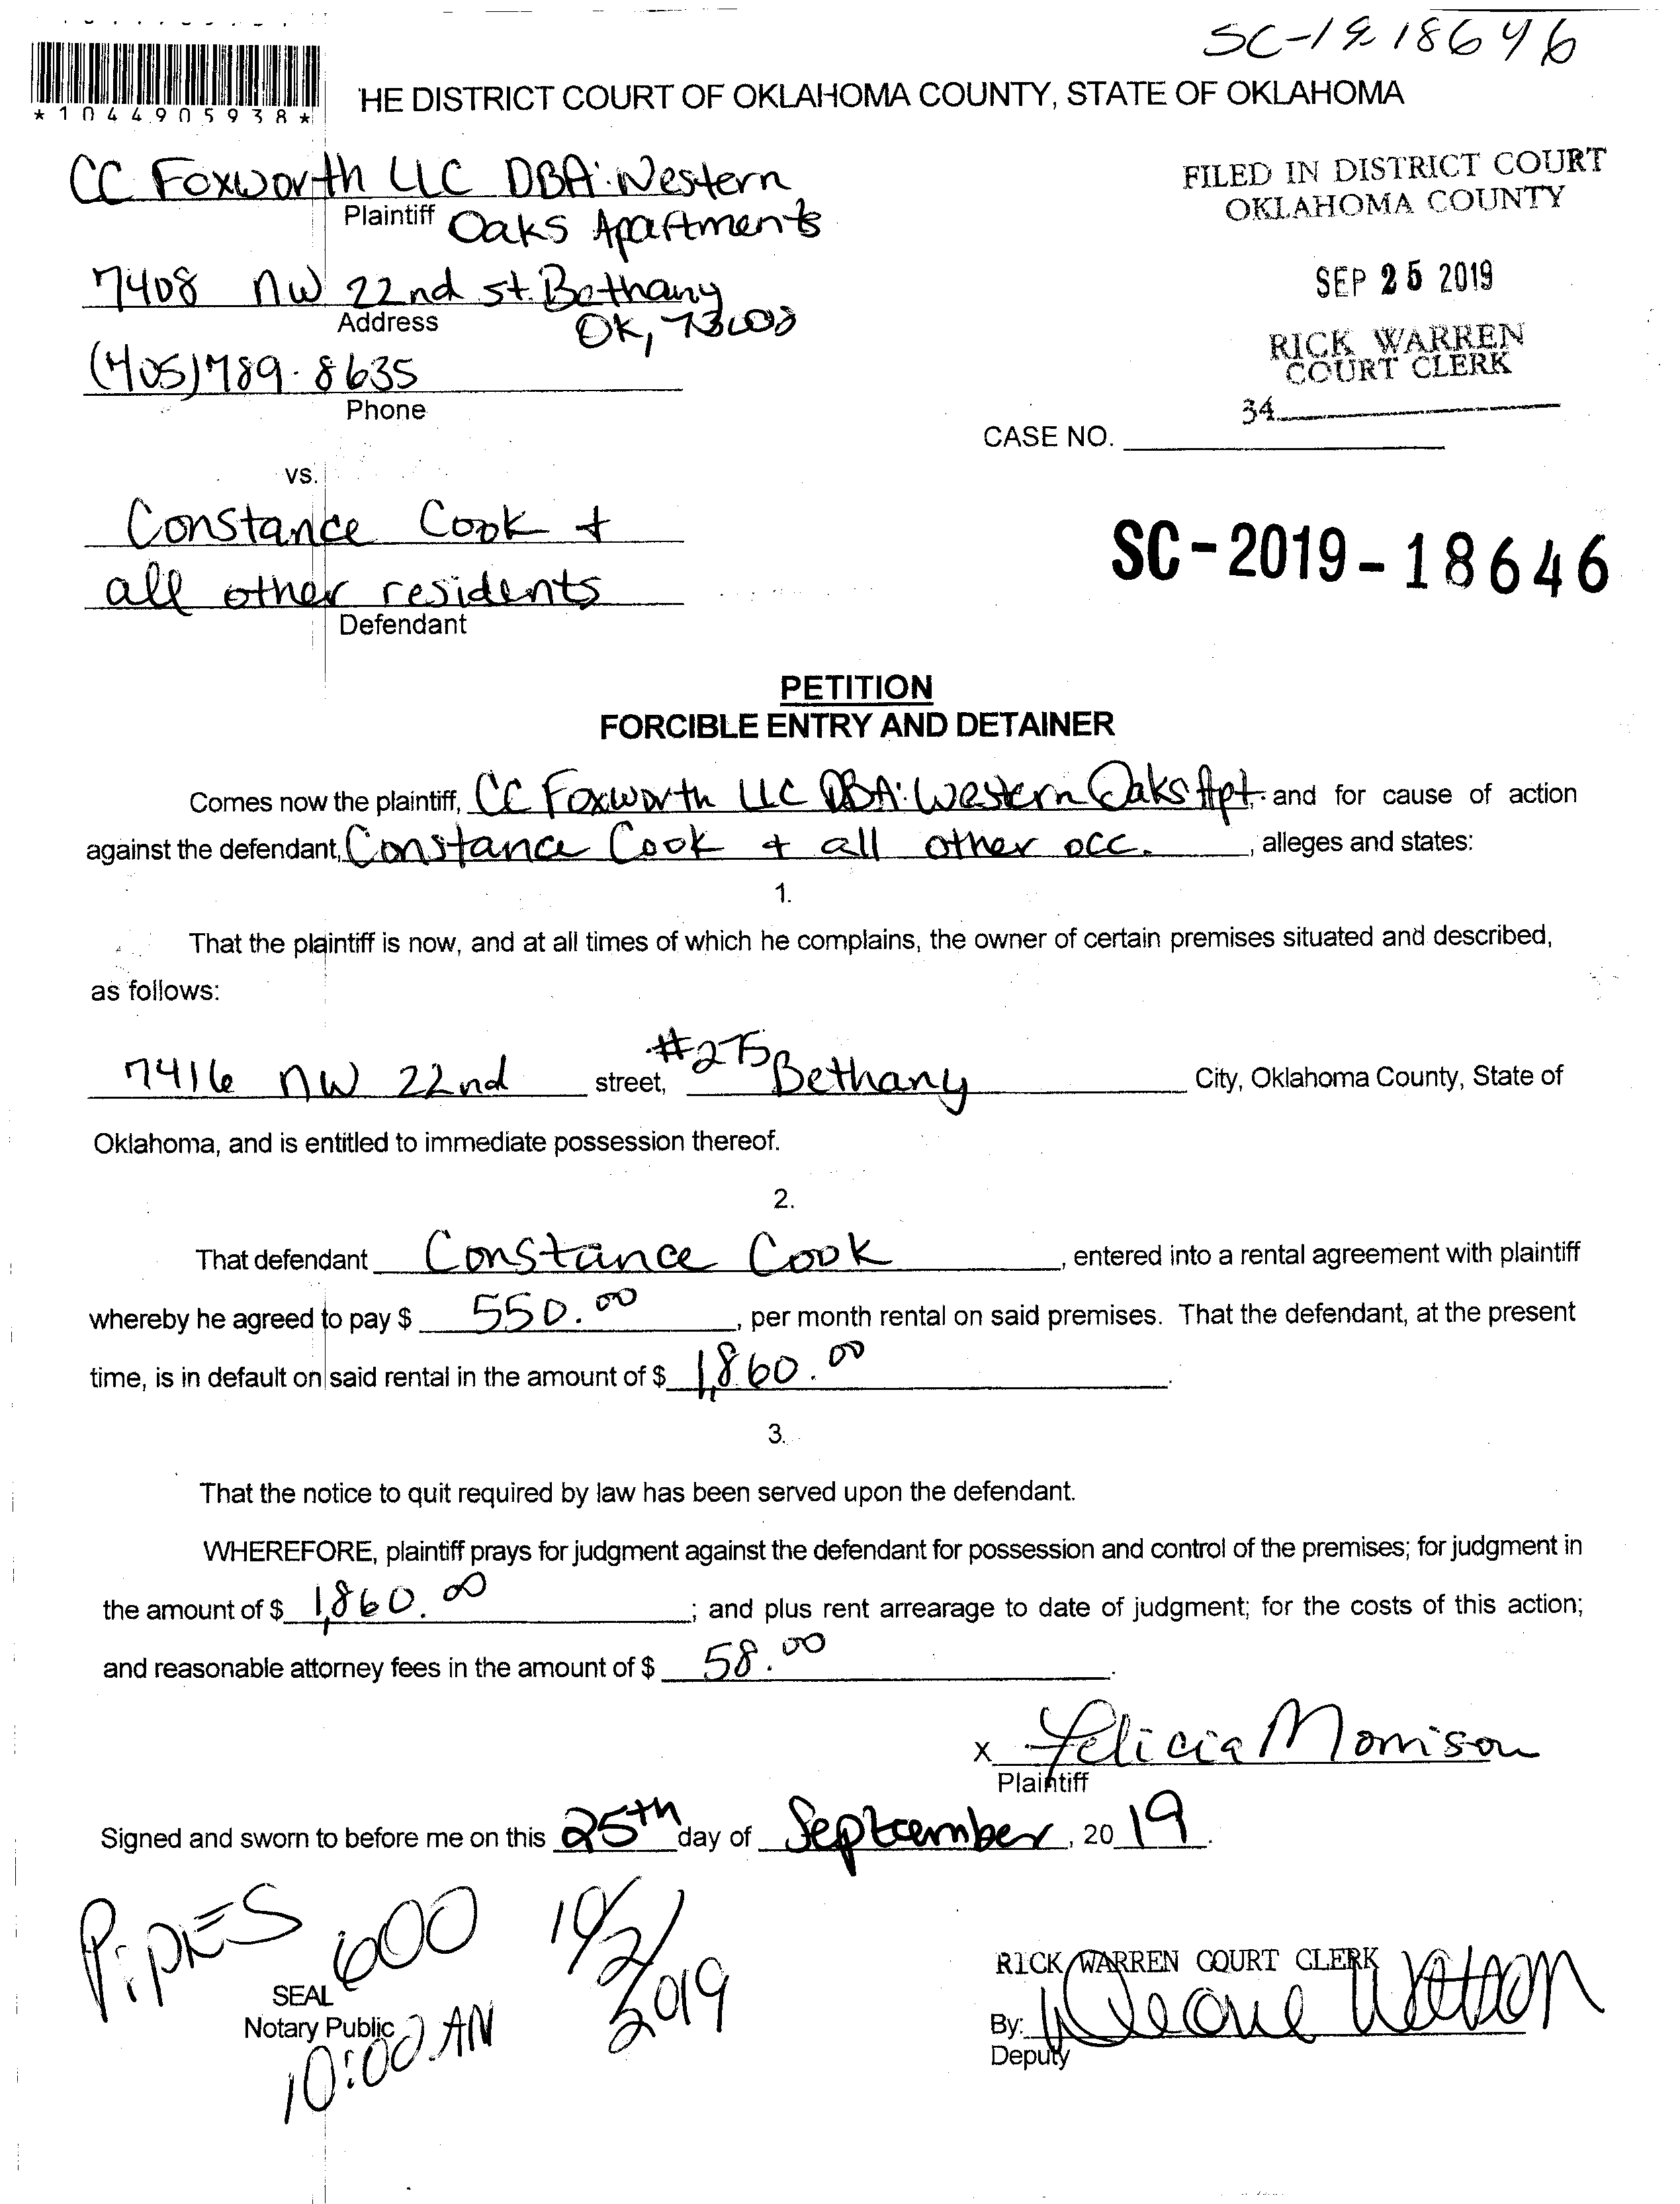 SC-19 18646
*1044905938*
HE DISTRICT COURT OF OKLAHOMA COUNTY, STATE OF OKLAHOMA
CC Foxworth LLC DBA: Western
Plaintiff Oaks Apartments
FILED IN DISTRICT COURT
OKLAHOMA COUNTY
7408 NW 22nd st. Bethany
Address OK, 73008
SEP 25 2019
RICK WARREN
COURT CLERK
(405)789-8635
Phone
34
CASE NO.
vs.
Constance Cook +
all other residents
Defendant
SC-2019-18646
PETITION
FORCIBLE ENTRY AND DETAINER
Comes now the plaintiff, CC Foxworth LLC DBA: Western Oaks Apt. and for cause of action
against the defendant, Constance Cook + all other occ. , alleges and states:
1.
That the plaintiff is now, and at all times of which he complains, the owner of certain premises situated and described,
as follows:
7416 NW 22nd street, #275 Bethany City, Oklahoma County, State of
Oklahoma, and is entitled to immediate possession thereof.
2.
That defendant Constance Cook , entered into a rental agreement with plaintiff
whereby he agreed to pay $ 550.00 , per month rental on said premises. That the defendant, at the present
time, is in default on said rental in the amount of $ 1,860.00 .
3.
That the notice to quit required by law has been served upon the defendant.
WHEREFORE, plaintiff prays for judgment against the defendant for possession and control of the premises; for judgment in
the amount of $ 1,860.00 ; and plus rent arrearage to date of judgment; for the costs of this action;
and reasonable attorney fees in the amount of $ 58.00 .
x Felicia Morrison
Plaintiff
Signed and sworn to before me on this 25th day of September , 20 19 .
PipKES 600 10/2/2019
SEAL
Notary Public
10:00 AM
RICK WARREN COURT CLERK
By:
Deputy